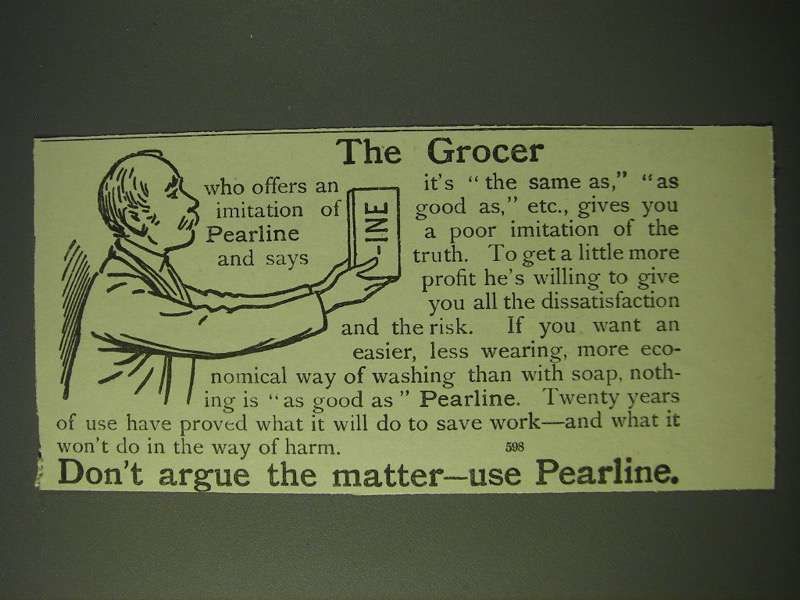 The Grocer
who offers an it's "the same as," "as
imitation of good as," etc., gives you
Pearline a poor imitation of the
and says truth. To get a little more
profit he's willing to give
you all the dissatisfaction
and the risk. If you want an
easier, less wearing, more eco-
nomical way of washing than with soap, noth-
ing is "as good as" Pearline. Twenty years
of use have proved what it will do to save work—and what it
won't do in the way of harm. 598
Don't argue the matter—use Pearline.
-INE